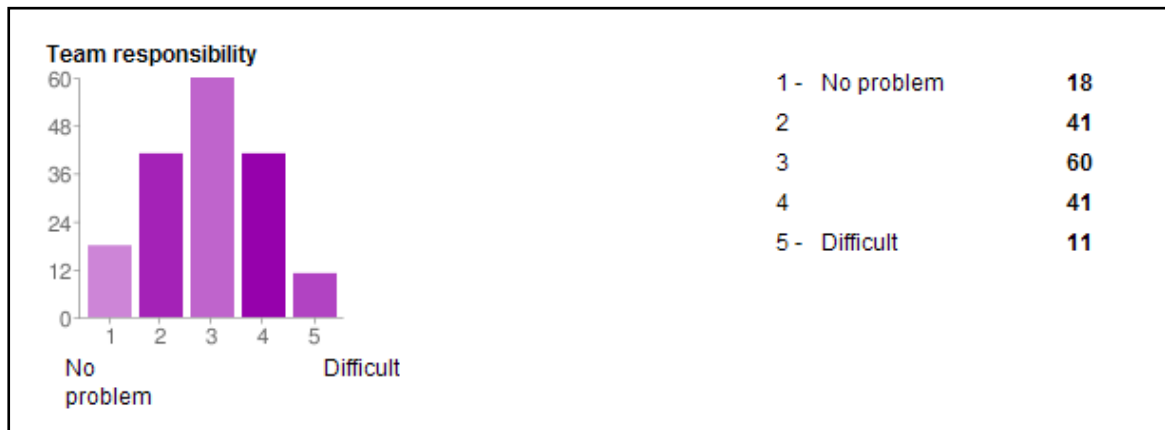 Team responsibility
60
48
36
24
12
0
1 2 3 4 5
No problem
Difficult
1 - No problem 18
2 41
3 60
4 41
5 - Difficult 11